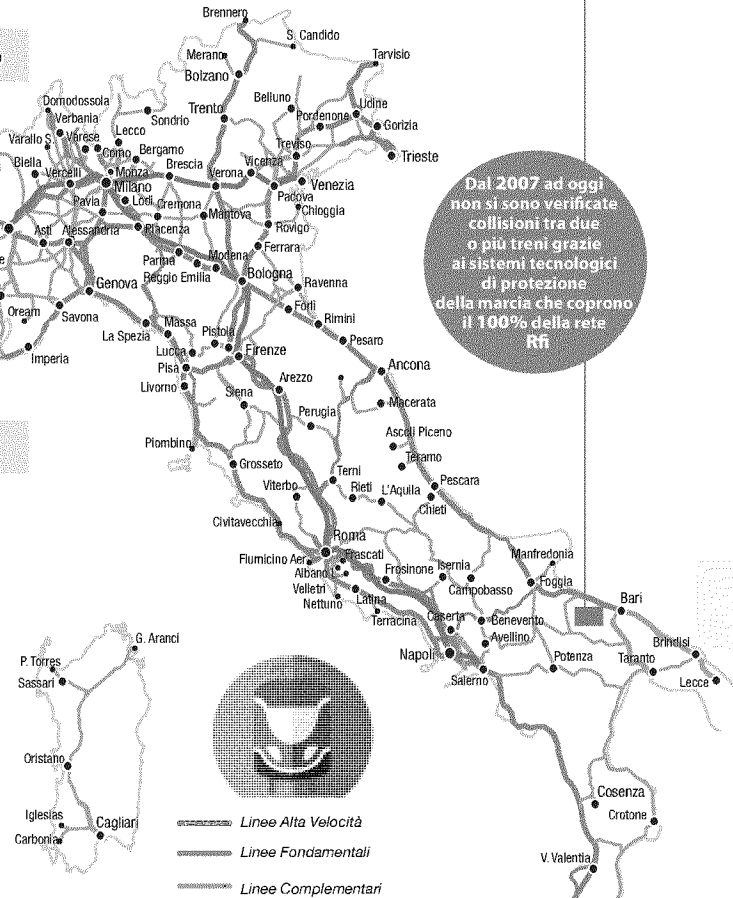 Brennero
S. Candido
Merano
Tarvisio
Bolzano
Domodossola
Belluno
Udine
Verbania
Trento
Pordenone
Sondrio
Gorizia
Varallo S.
Varese
Lecco
Treviso
Como
Bergamo
Trieste
Biella
Monza
Brescia
Vicenza
Vercelli
Milano
Verona
Venezia
Pavia
Lodi
Padova
Cremona
Mantova
Chioggia
Asti
Alessandria
Piacenza
Rovigo
Parma
Modena
Ferrara
Reggio Emilia
Bologna
Genova
Ravenna
Oream
Savona
Massa
Forlì
Rimini
La Spezia
Pistoia
Lucca
Firenze
Pesaro
Imperia
Pisa
Ancona
Livorno
Siena
Arezzo
Macerata
Perugia
Piombino
Ascoli Piceno
Grosseto
Teramo
Terni
Viterbo
Rieti
L'Aquila
Pescara
Chieti
Civitavecchia
Roma
Fiumicino Aer.
Frascati
Manfredonia
Albano L.
Frosinone
Isernia
Foggia
Velletri
Campobasso
Nettuno
Latina
Bari
Terracina
Caserta
Benevento
Avellino
Brindisi
Napoli
Potenza
Taranto
Salerno
Lecce
G. Aranci
P. Torres
Sassari
Oristano
Iglesias
Carbonia
Cagliari
Cosenza
Crotone
V. Valentia
Dal 2007 ad oggi
non si sono verificate
collisioni tra due
o più treni grazie
ai sistemi tecnologici
di protezione
della marcia che coprono
il 100% della rete
Rfi
Linee Alta Velocità
Linee Fondamentali
Linee Complementari